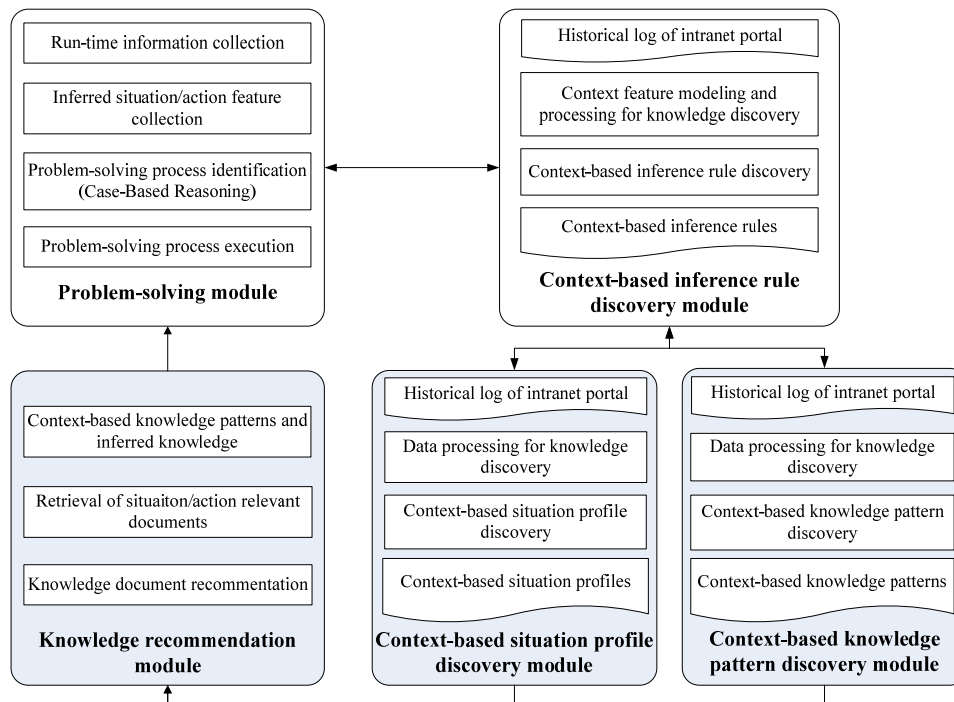 Run-time information collection
Inferred situation/action feature
collection
Problem-solving process identification
(Case-Based Reasoning)
Problem-solving process execution
Problem-solving module
Historical log of intranet portal
Context feature modeling and
processing for knowledge discovery
Context-based inference rule discovery
Context-based inference rules
Context-based inference rule
discovery module
Context-based knowledge patterns and
inferred knowledge
Retrieval of situaiton/action relevant
documents
Knowledge document recommentation
Knowledge recommendation
module
Historical log of intranet portal
Data processing for knowledge
discovery
Context-based situation profile
discovery
Context-based situation profiles
Context-based situation profile
discovery module
Historical log of intranet portal
Data processing for knowledge
discovery
Context-based knowledge pattern
discovery
Context-based knowledge patterns
Context-based knowledge
pattern discovery module